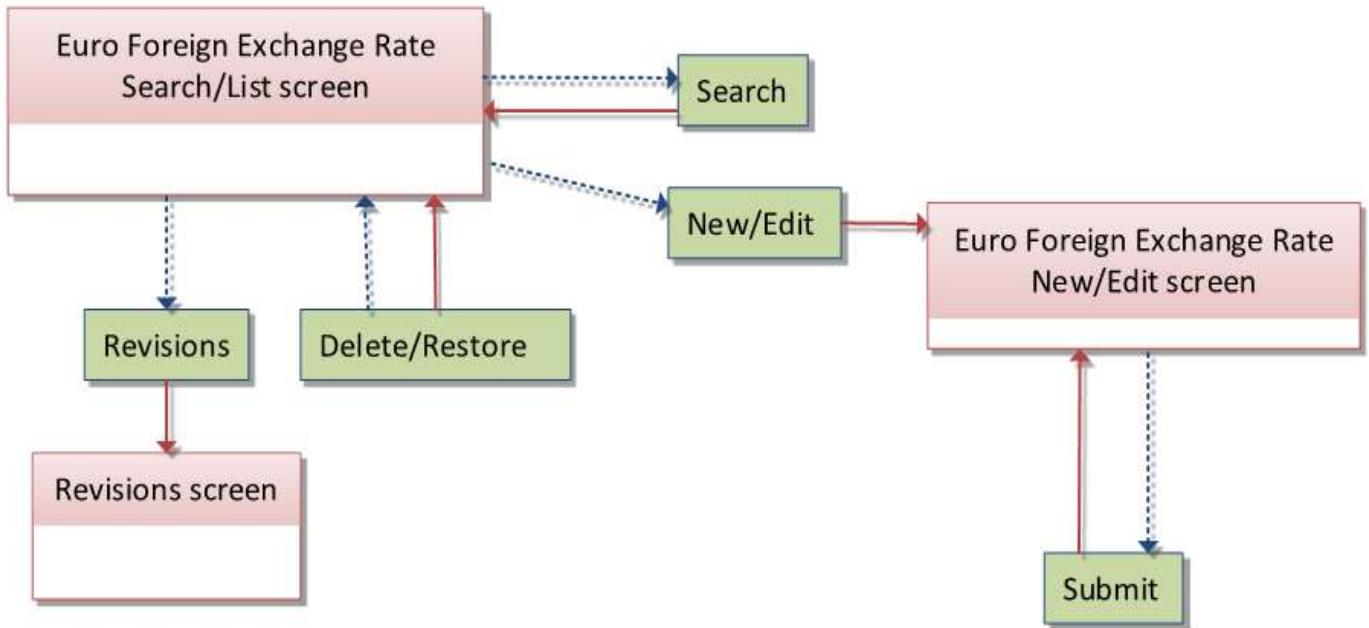 Euro Foreign Exchange Rate
Search/List screen
Search
New/Edit
Euro Foreign Exchange Rate
New/Edit screen
Revisions
Delete/Restore
Revisions screen
Submit